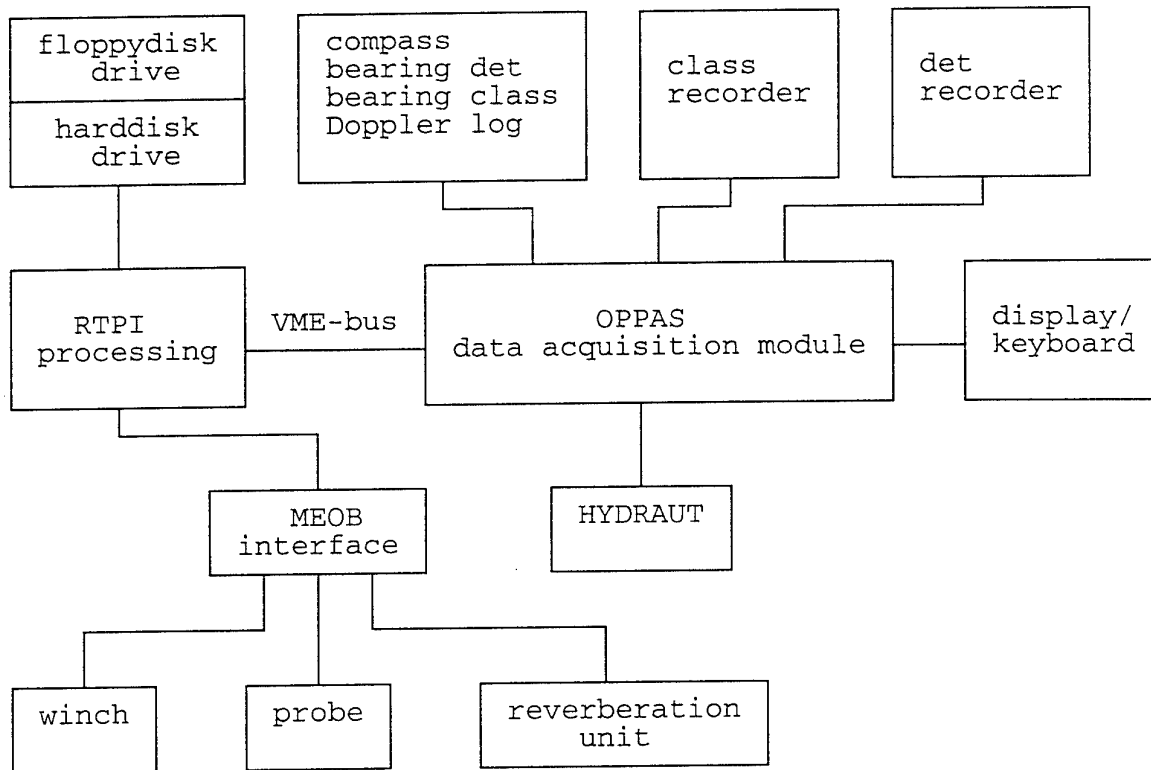 floppydisk
drive
harddisk
drive
compass
bearing det
bearing class
Doppler log
class
recorder
det
recorder
RTPI
processing
VME-bus
OPPAS
data acquisition module
display/
keyboard
MEOB
interface
HYDRAUT
winch
probe
reverberation
unit